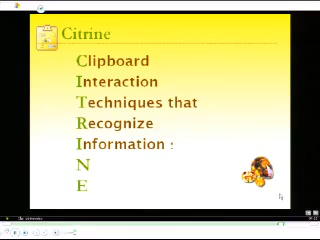 Citrine
Clipboard
Interaction
Techniques that
Recognize
Information
N
E